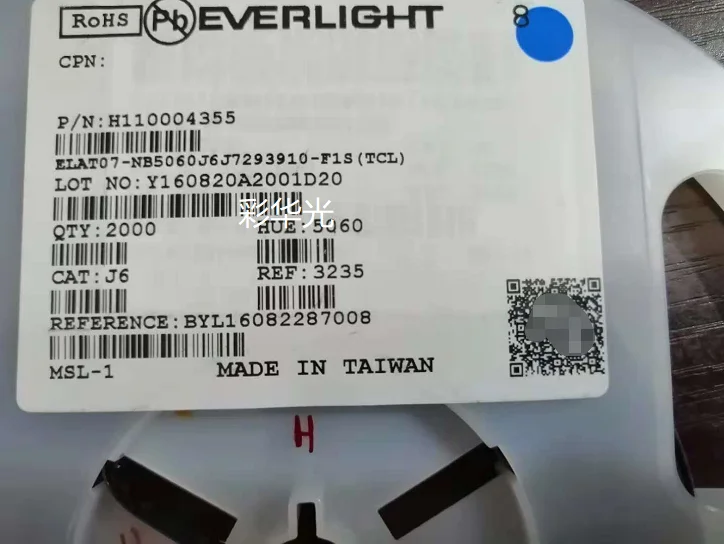 RoHS Pb EVERLIGHT 8
CPN:
P/N:H110004355
ELAT07-NB5060J6J7293910-F1S(TCL)
LOT NO:Y160820A2001D20
彩华光
QTY:2000 HUE:5060
CAT:J6 REF:3235
REFERENCE:BYL16082287008
MSL-1 MADE IN TAIWAN
H
H